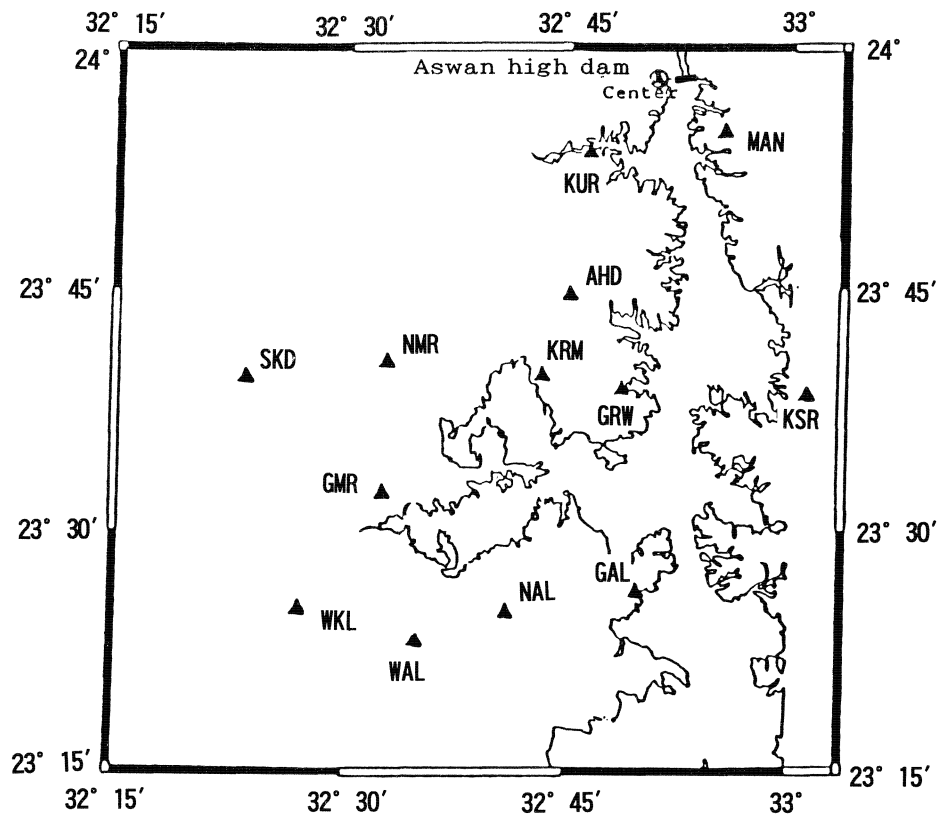 32° 15′ 32° 30′ 32° 45′ 33°
24° 24°
Aswan high dam
Center
MAN
KUR
AHD
23° 45′ 23° 45′
NMR KRM
SKD
GRW
KSR
GMR
23° 30′ 23° 30′
GAL
NAL
WKL
WAL
23° 15′ 23° 15′
32° 15′ 32° 30′ 32° 45′ 33°